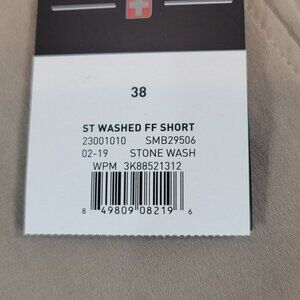 38
ST WASHED FF SHORT
23001010 SMB29506
02-19 STONE WASH
WPM 3K88521312
8 49809 08219 6